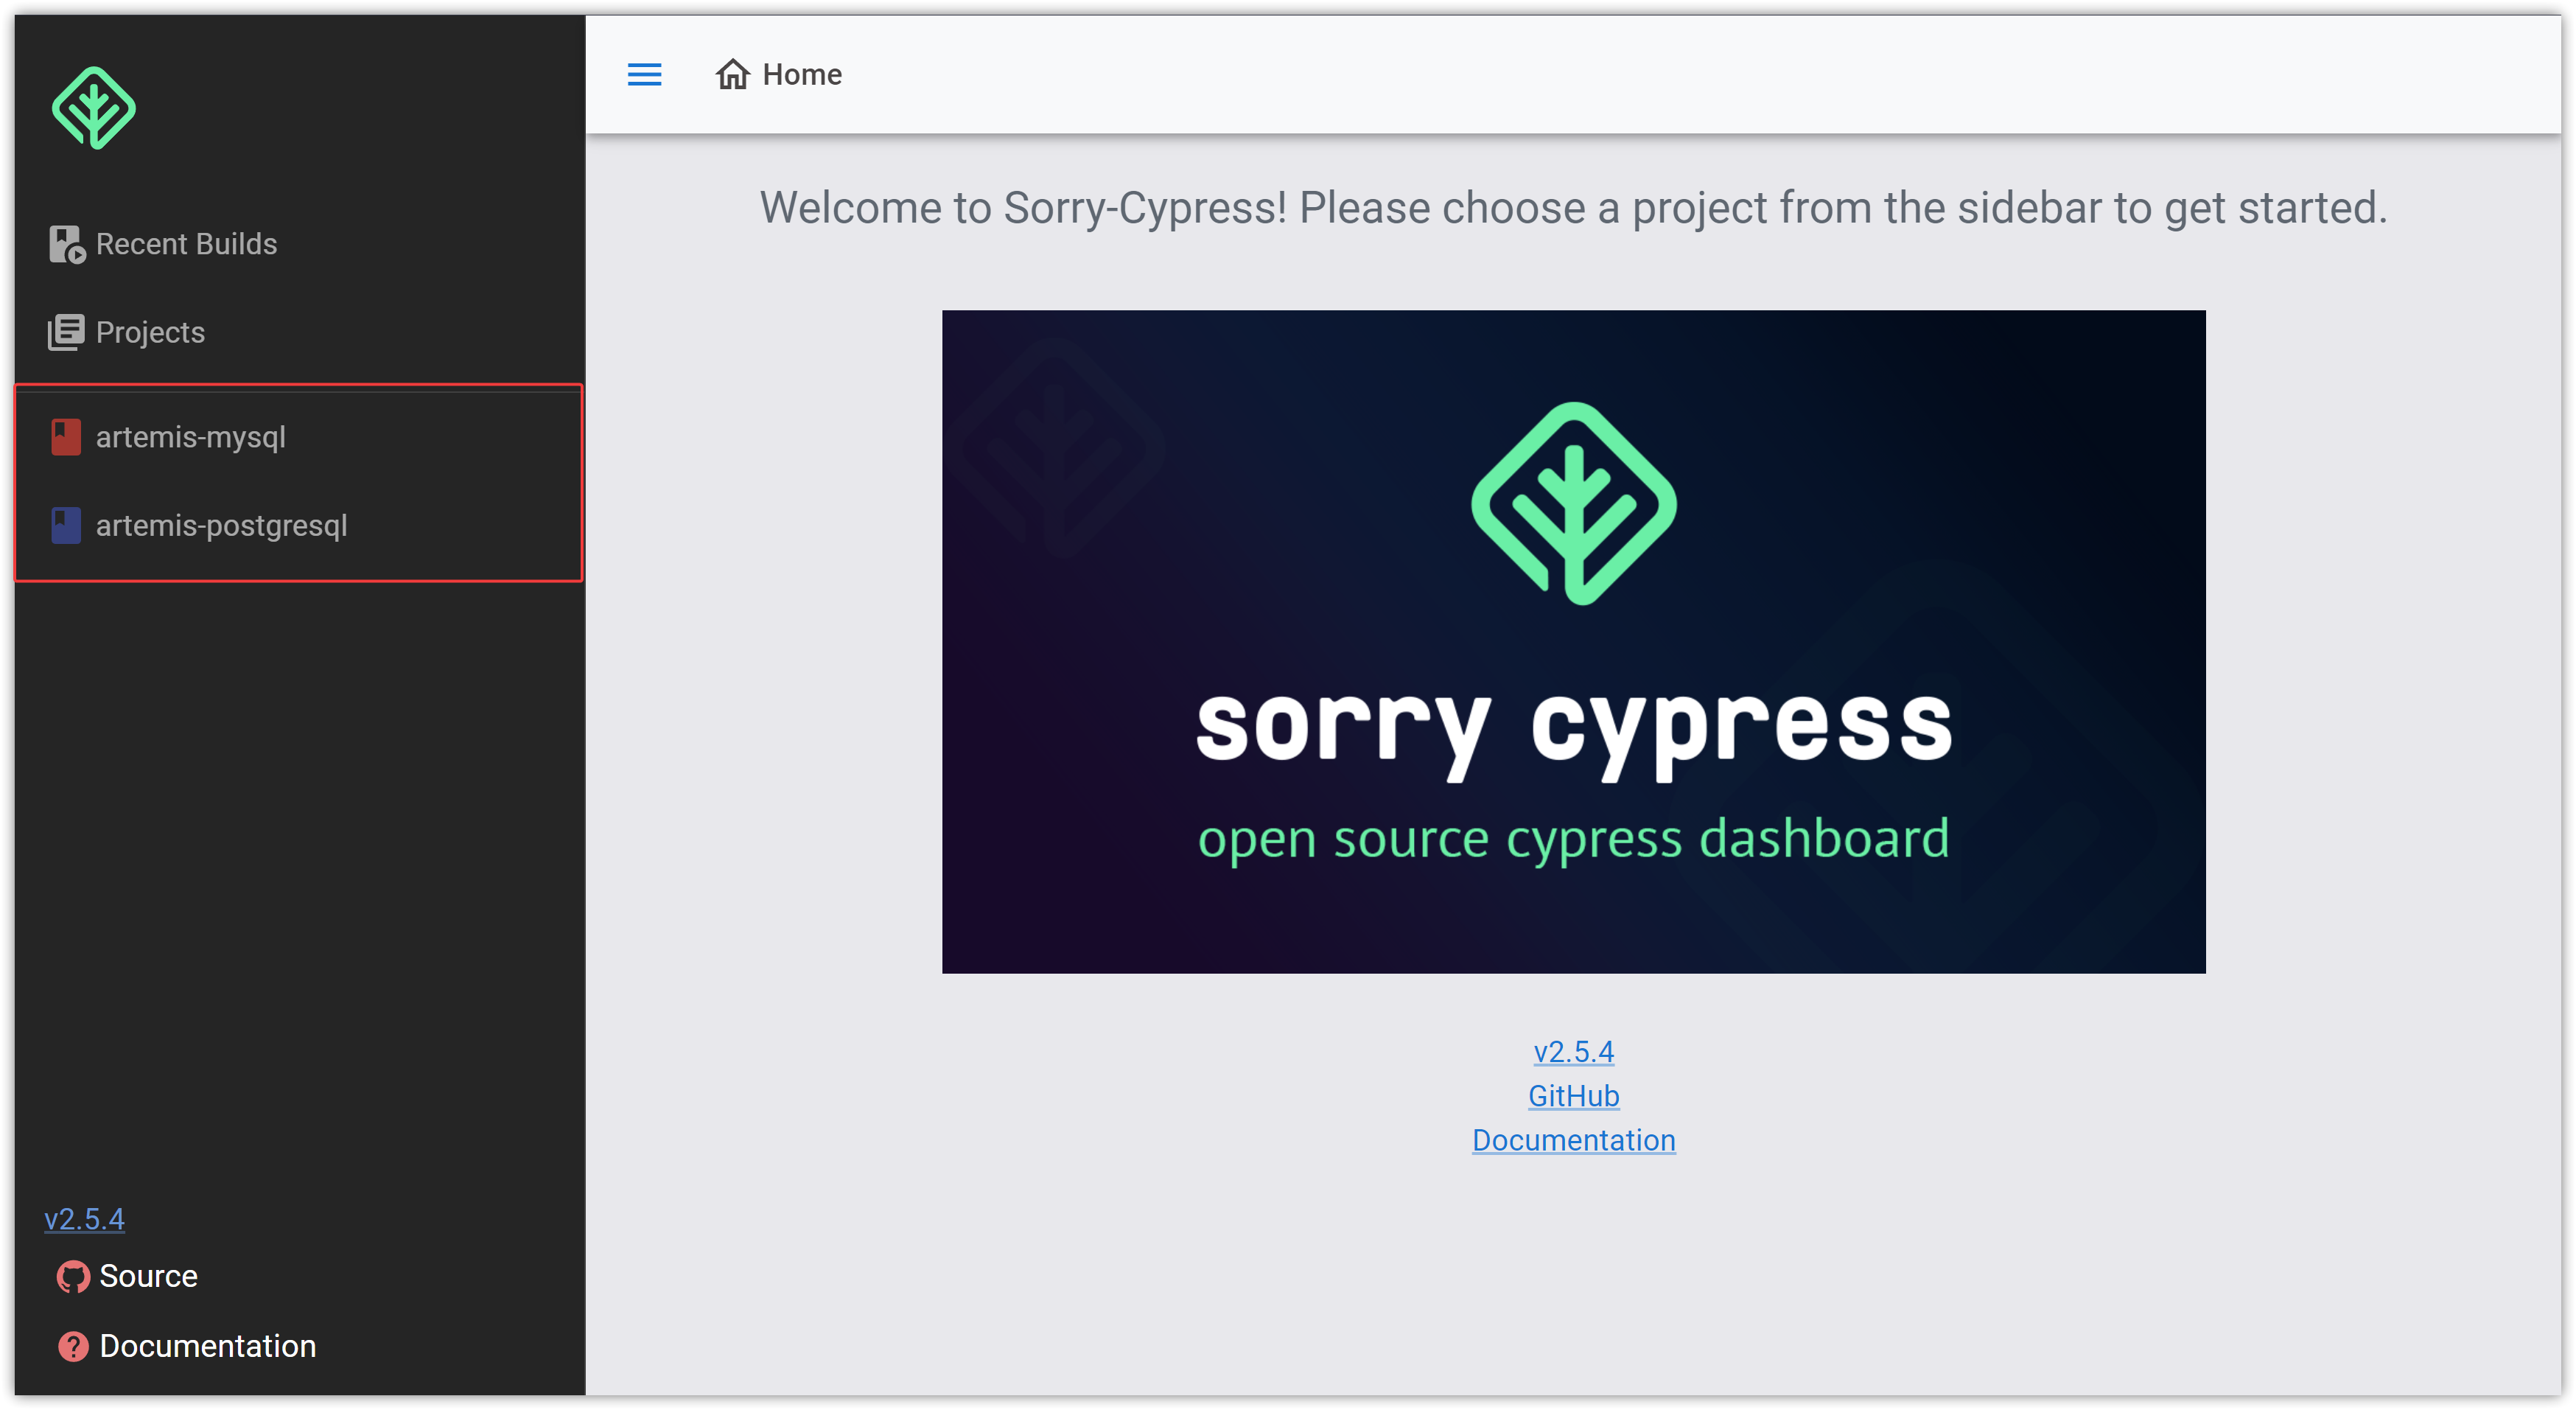 Recent Builds
Projects
artemis-mysql
artemis-postgresql
v2.5.4
Source
Documentation
Home
Welcome to Sorry-Cypress! Please choose a project from the sidebar to get started.
sorry cypress
open source cypress dashboard
v2.5.4
GitHub
Documentation